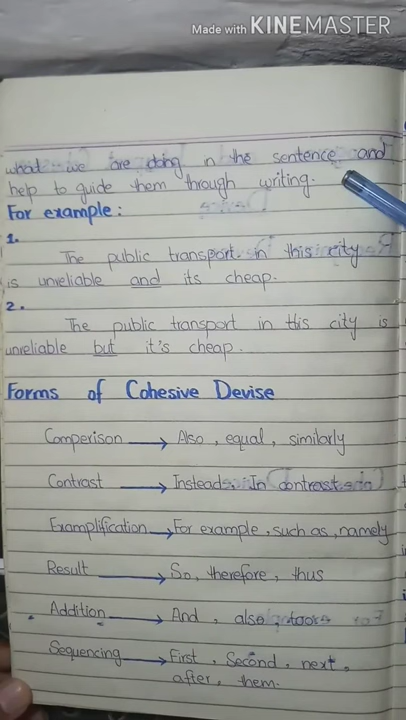 Made with KINEMASTER
what we are doing in the sentence and
help to guide them through writing.
For example:
1.
The public transport in this city
is unreliable and its cheap.
2.
The public transport in this city is
unreliable but it's cheap.
Forms of Cohesive Devise
Comperison → Also, equal, similarly
Contrast → Instead, In contrast
Examplification → For example, such as, namely
Result → So, therefore, thus
Addition → And, also
Sequencing → First, Second, next,
after, them.